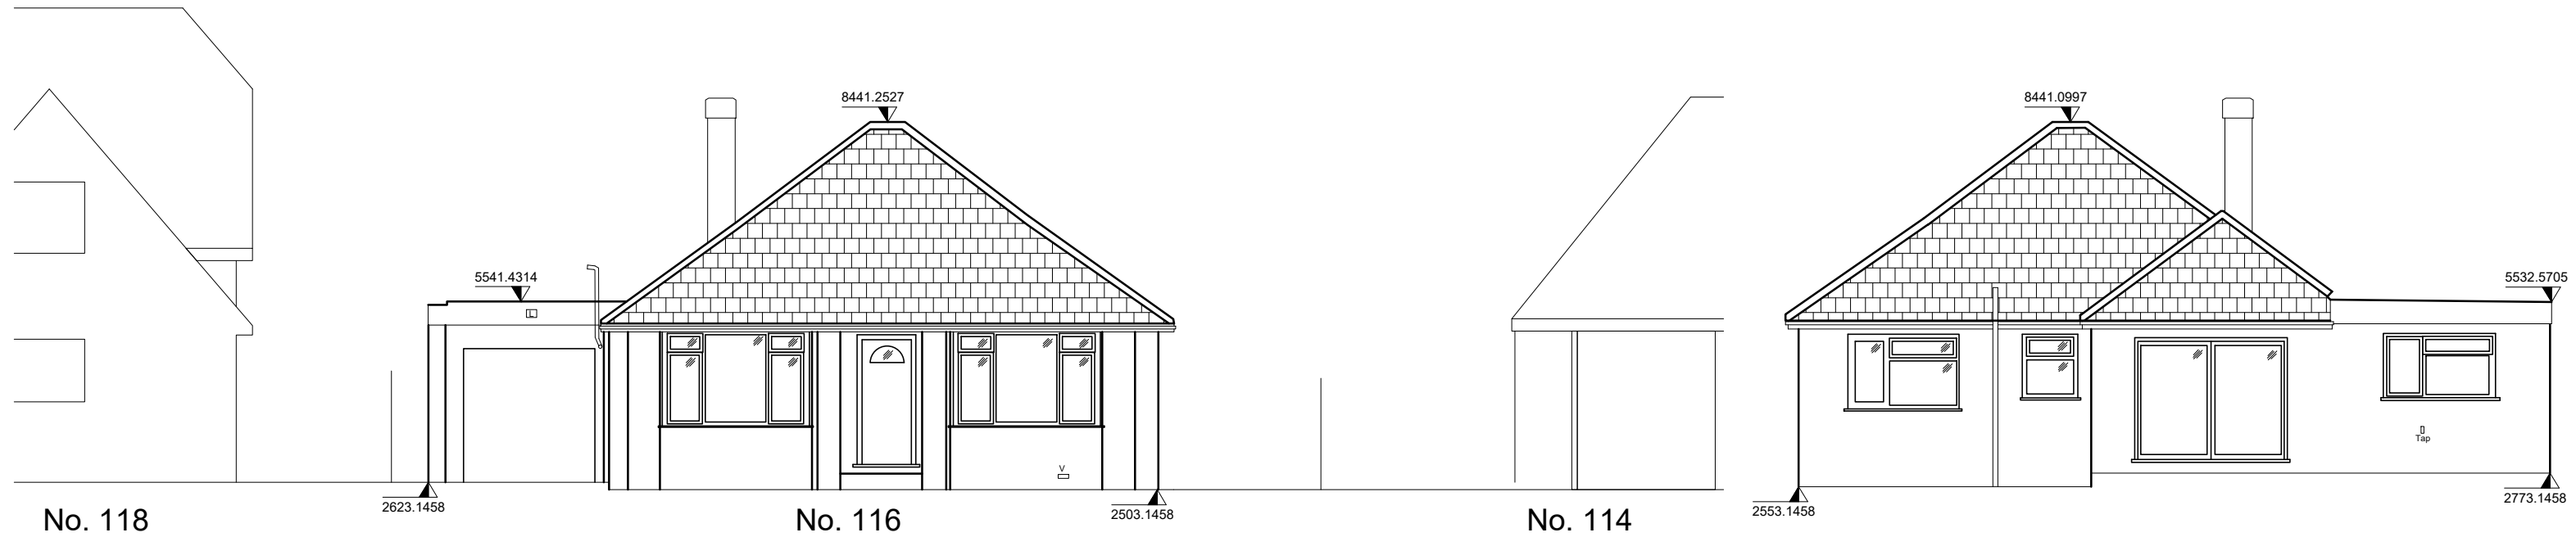 8441.2527
8441.0997
5541.4314
5532.5705
L
V
Tap
2623.1458
2503.1458
2553.1458
2773.1458
No. 118
No. 116
No. 114